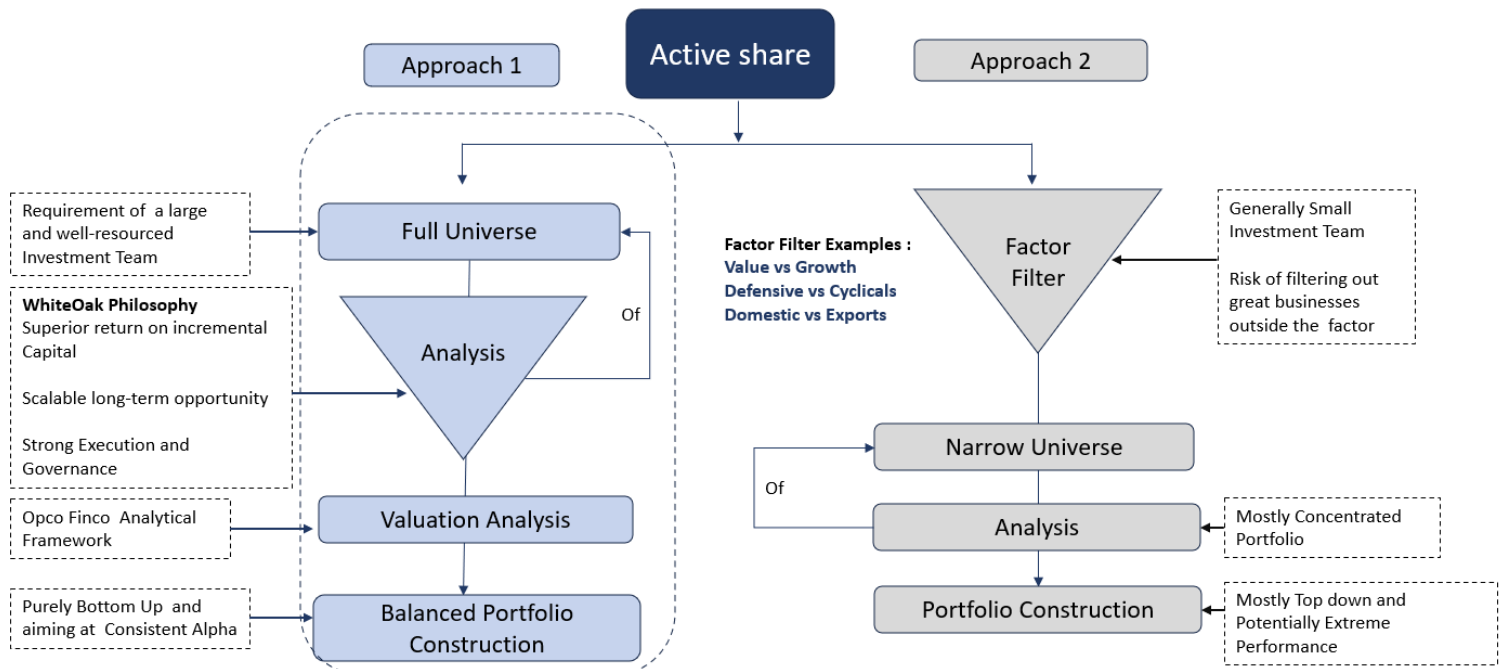 Active share
Approach 1
Approach 2
Requirement of a large
and well-resourced
Investment Team
Full Universe
WhiteOak Philosophy
Superior return on incremental
Capital
Scalable long-term opportunity
Strong Execution and
Governance
Analysis
Of
Opco Finco Analytical
Framework
Valuation Analysis
Purely Bottom Up and
aiming at Consistent Alpha
Balanced Portfolio
Construction
Factor Filter Examples :
Value vs Growth
Defensive vs Cyclicals
Domestic vs Exports
Factor
Filter
Generally Small
Investment Team
Risk of filtering out
great businesses
outside the factor
Narrow Universe
Of
Analysis
Mostly Concentrated
Portfolio
Portfolio Construction
Mostly Top down and
Potentially Extreme
Performance